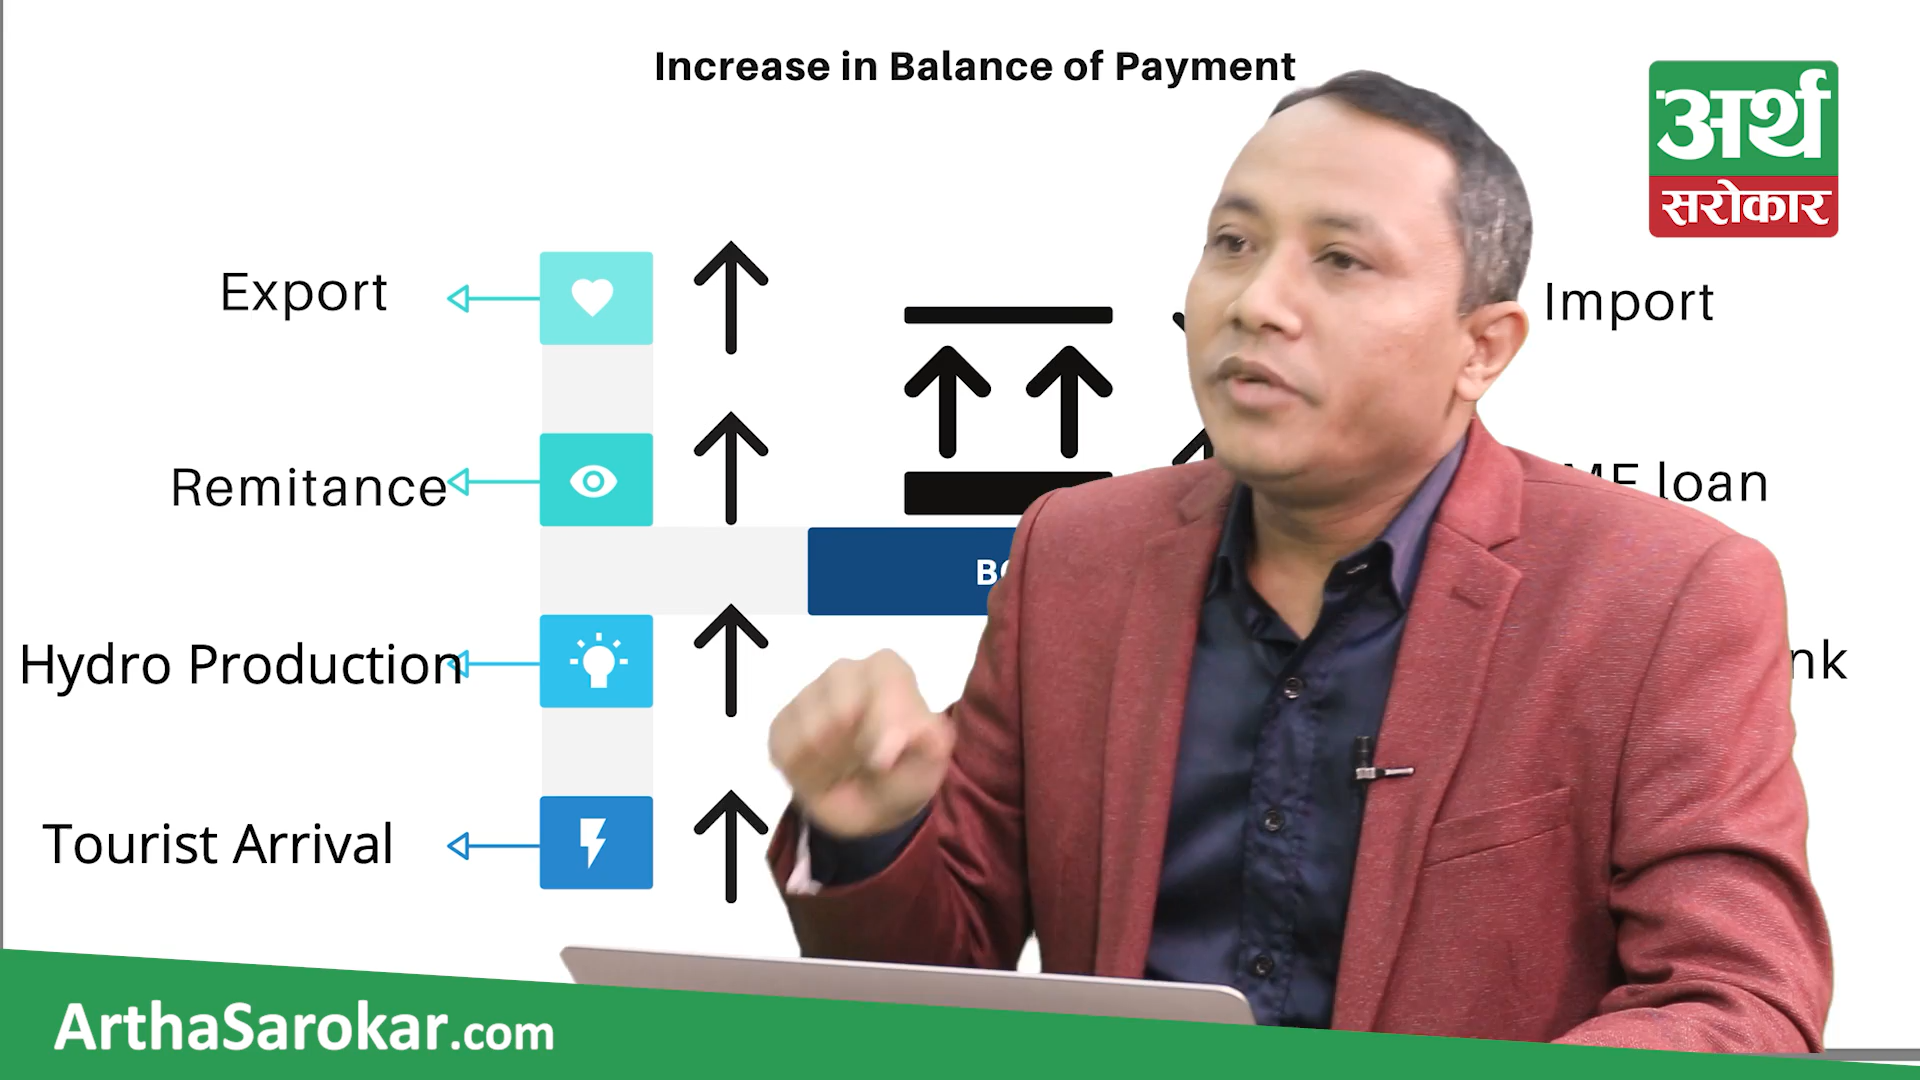 Increase in Balance of Payment
अर्थ
सरोकार
Export
Import
Remitance
loan
Hydro Production
Tourist Arrival
ArthaSarokar.com